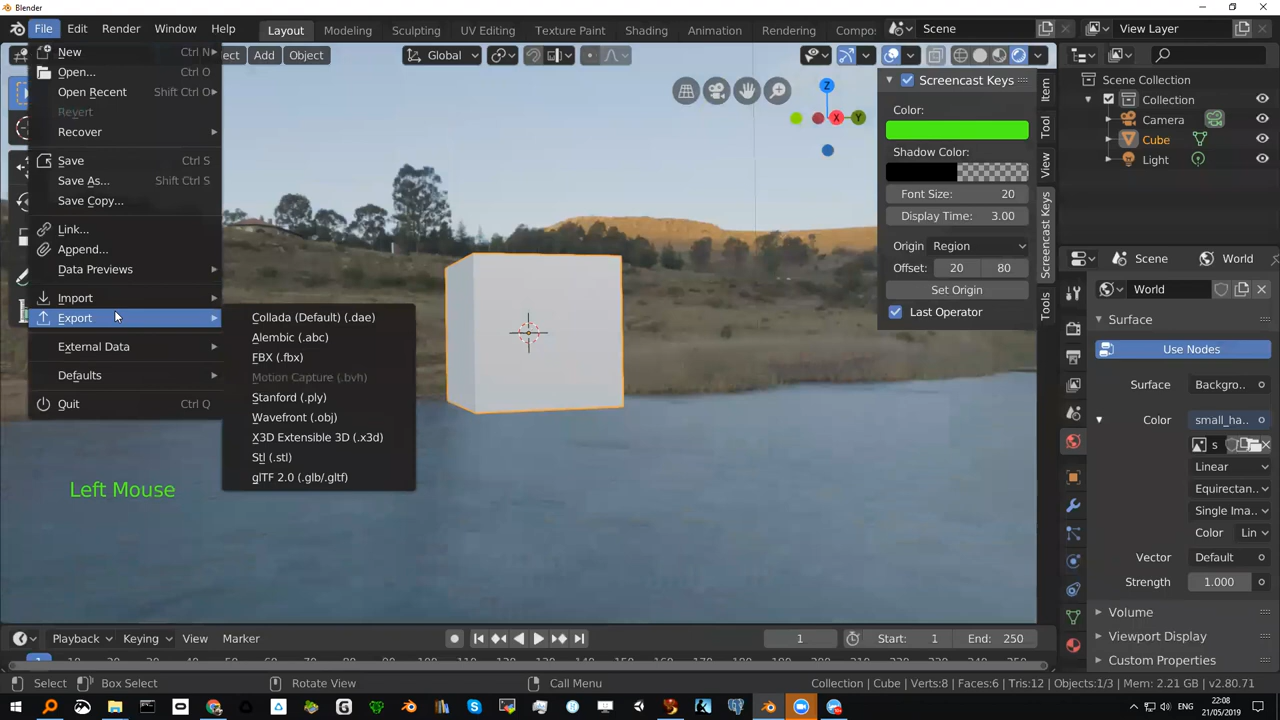 Blender
File Edit Render Window Help Layout Modeling Sculpting UV Editing Texture Paint Shading Animation Rendering Compos Scene View Layer
New Ctrl N
Open... Ctrl O
Open Recent Shift Ctrl O
Revert
Recover
Save Ctrl S
Save As... Shift Ctrl S
Save Copy...
Link...
Append...
Data Previews
Import
Export
External Data
Defaults
Quit Ctrl Q
Collada (Default) (.dae)
Alembic (.abc)
FBX (.fbx)
Motion Capture (.bvh)
Stanford (.ply)
Wavefront (.obj)
X3D Extensible 3D (.x3d)
Stl (.stl)
glTF 2.0 (.glb/.gltf)
ect Add Object Global
Z
X Y
Left Mouse
Screencast Keys
Color:
Shadow Color:
Font Size: 20
Display Time: 3.00
Origin Region
Offset: 20 80
Set Origin
Last Operator
Item
Tool
View
Screencast Keys
Tools
Scene Collection
Collection
Camera
Cube
Light
Scene World
World
Surface
Use Nodes
Surface Backgro..
Color small_ha..
s
Linear
Equirectan..
Single Ima..
Color Lin
Vector Default
Strength 1.000
Volume
Viewport Display
Custom Properties
Playback Keying View Marker 1 Start: 1 End: 250
1
Select Box Select Rotate View Call Menu Collection | Cube | Verts:8 | Faces:6 | Tris:12 | Objects:1/3 | Mem: 2.21 GB | v2.80.71
ENG 22:08
21/05/2019